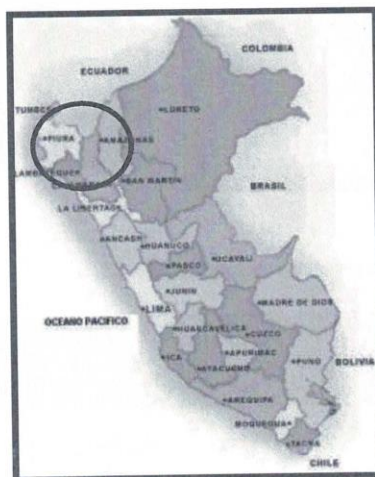 COLOMBIA
ECUADOR
TUMBES
LORETO
PIURA
AMAZONAS
LAMBAYEQUE
SAN MARTIN
BRASIL
LA LIBERTAD
ANCASH
HUANUCO
UCAYALI
PASCO
JUNIN
LIMA
MADRE DE DIOS
OCEANO PACIFICO
HUANCAVELICA
CUZCO
ICA
APURIMAC
PUNO
BOLIVIA
AYACUCHO
AREQUIPA
MOQUEGUA
TACNA
CHILE